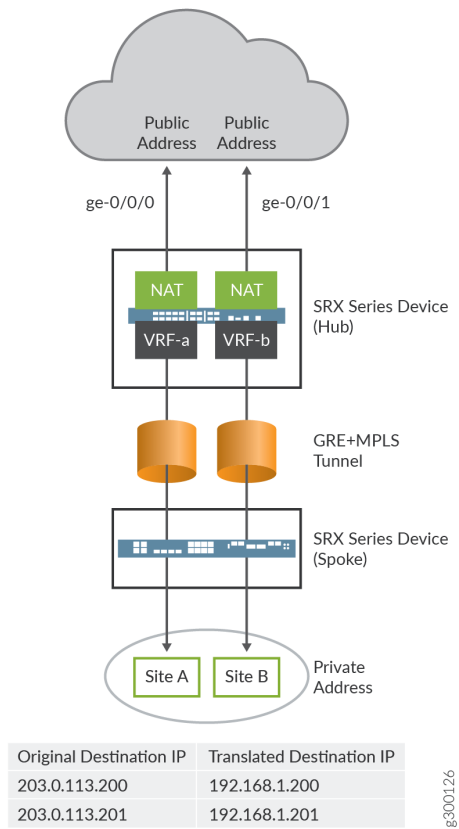 Public Address
Public Address
ge-0/0/0
ge-0/0/1
NAT
NAT
SRX Series Device
(Hub)
VRF-a
VRF-b
GRE+MPLS
Tunnel
SRX Series Device
(Spoke)
Site A
Site B
Private
Address
Original Destination IP
Translated Destination IP
203.0.113.200
192.168.1.200
203.0.113.201
192.168.1.201
g300126